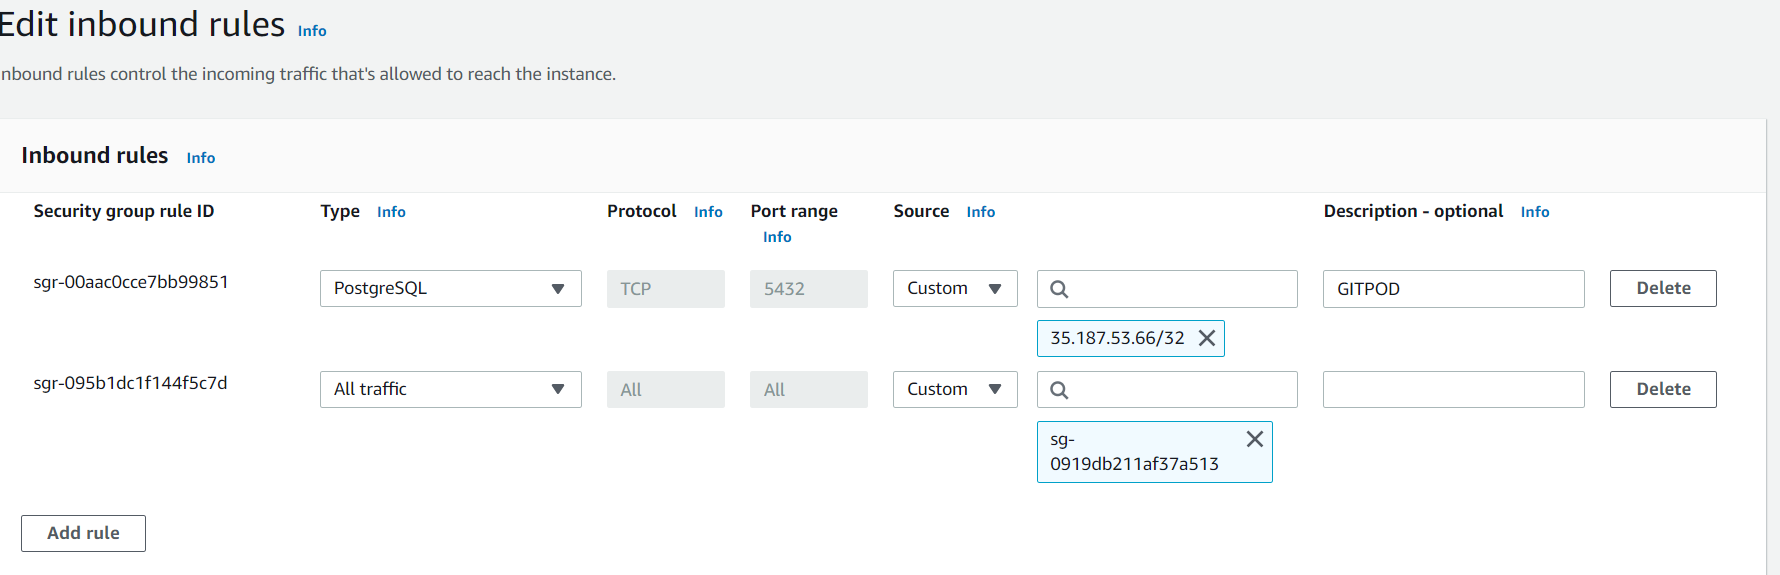 Edit inbound rules Info
nbound rules control the incoming traffic that's allowed to reach the instance.
Inbound rules Info
Security group rule ID Type Info Protocol Info Port range Info Source Info Description - optional Info
sgr-00aac0cce7bb99851 PostgreSQL TCP 5432 Custom GITPOD Delete
35.187.53.66/32
sgr-095b1dc1f144f5c7d All traffic All All Custom Delete
sg-
0919db211af37a513
Add rule